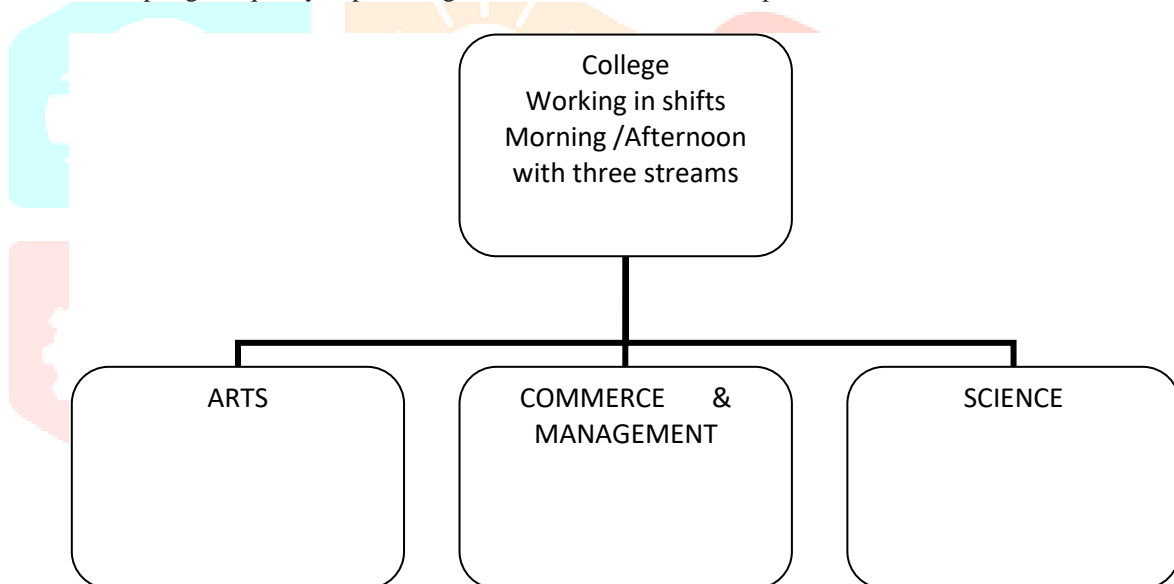 College
Working in shifts
Morning /Afternoon
with three streams
ARTS
COMMERCE &
MANAGEMENT
SCIENCE